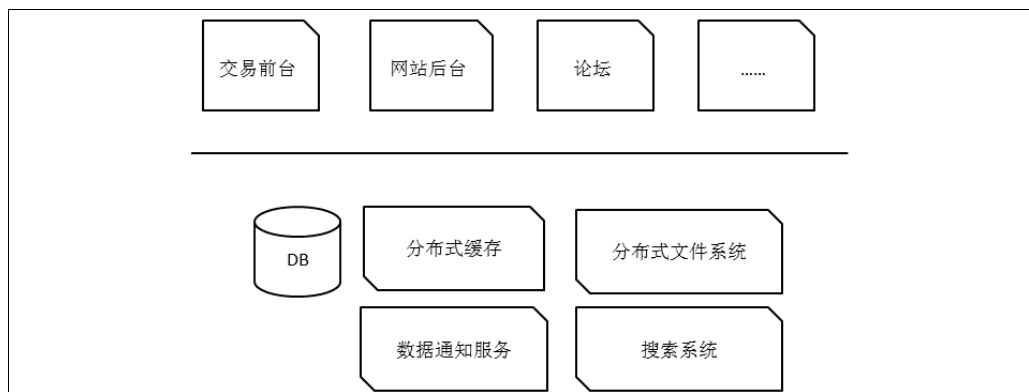 交易前台
网站后台
论坛
……
DB
分布式缓存
分布式文件系统
数据通知服务
搜索系统